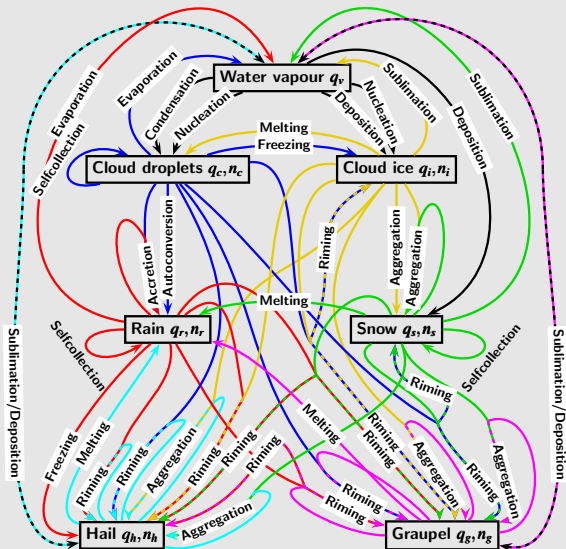 Water vapour q_v
Evaporation
Evaporation
Condensation
Nucleation
Deposition
Nucleation
Sublimation
Sublimation
Deposition
Selfcollection
Melting
Freezing
Cloud droplets q_c, n_c
Cloud ice q_i, n_i
Accretion
Autoconversion
Riming
Aggregation
Aggregation
Melting
Rain q_r, n_r
Snow q_s, n_s
Selfcollection
Riming
Selfcollection
Sublimation/Deposition
Sublimation/Deposition
Freezing
Melting
Riming
Riming
Aggregation
Riming
Riming
Riming
Melting
Riming
Riming
Riming
Aggregation
Riming
Aggregation
Aggregation
Hail q_h, n_h
Graupel q_g, n_g